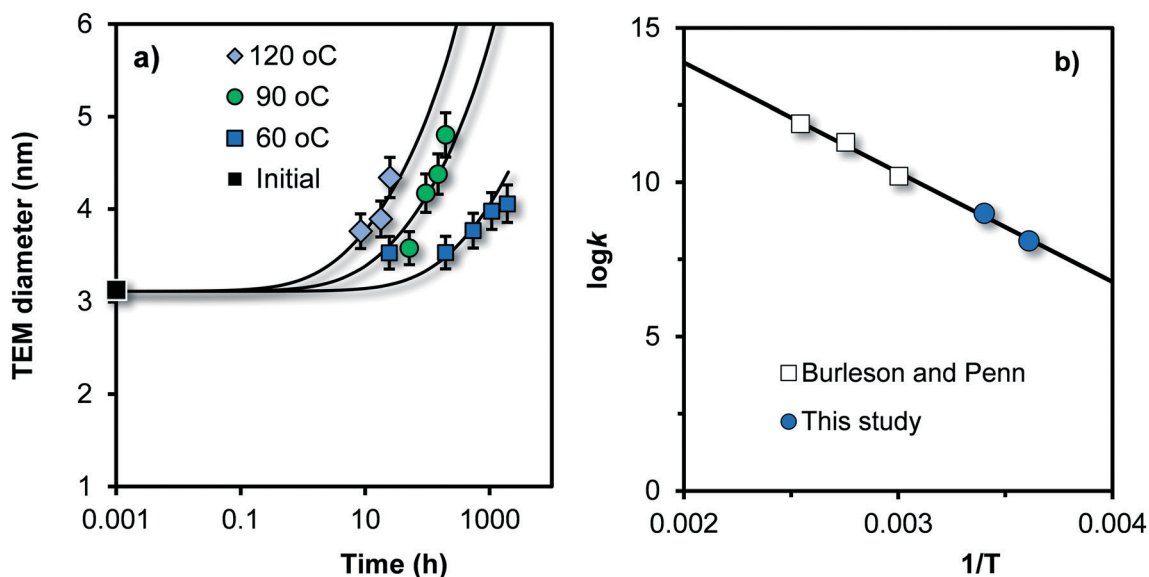 a)
120 oC
90 oC
60 oC
Initial
TEM diameter (nm)
6
5
4
3
2
1
0.001
0.1
10
1000
Time (h)
b)
logk
15
10
5
0
Burleson and Penn
This study
0.002
0.003
0.004
1/T